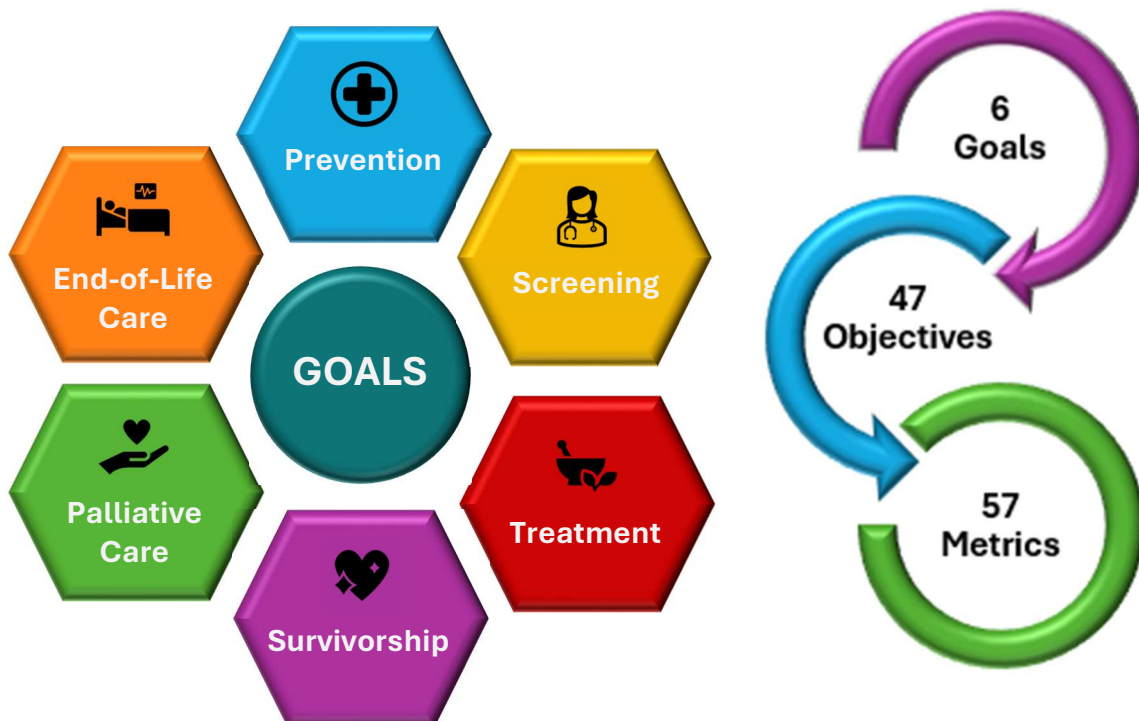 Prevention
Screening
Treatment
Survivorship
Palliative
Care
End-of-Life
Care
GOALS
6
Goals
47
Objectives
57
Metrics